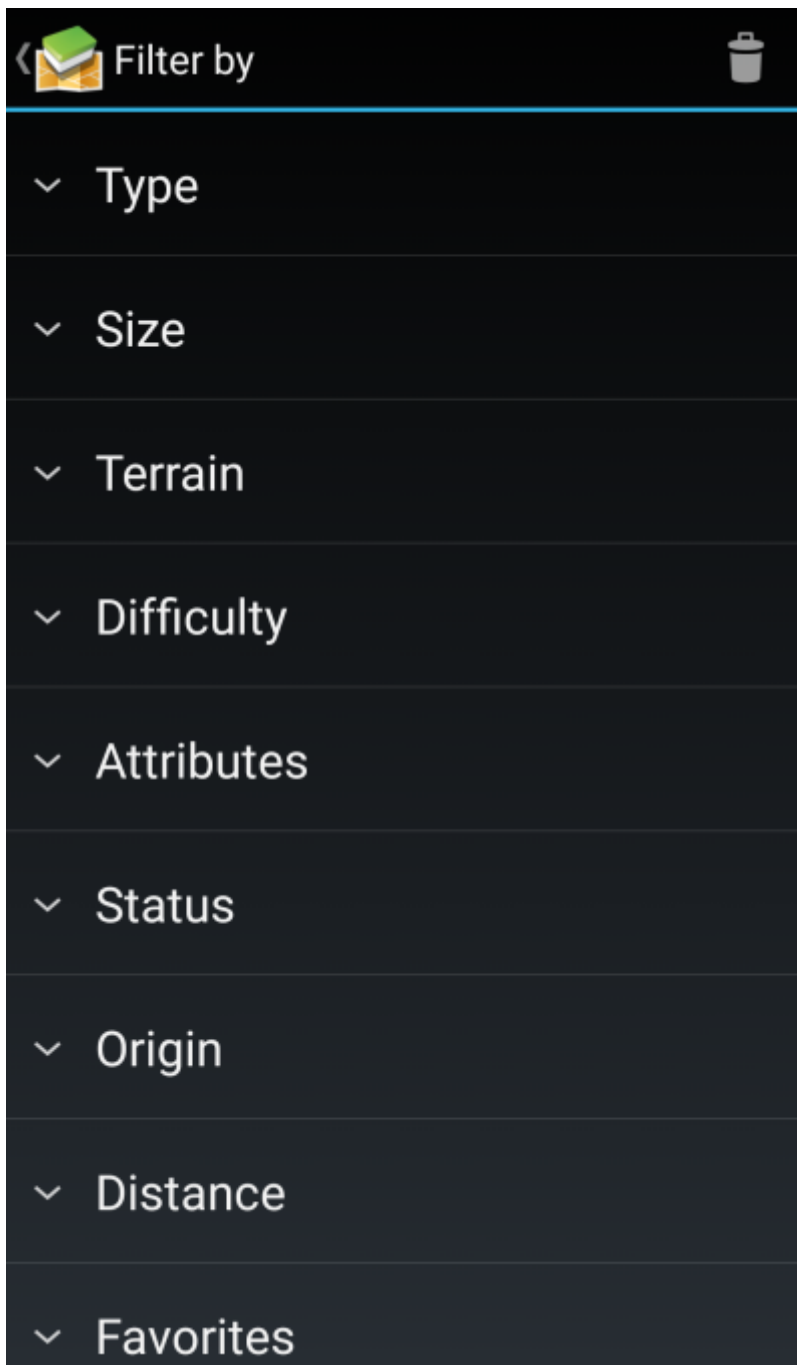 Filter by
Type
Size
Terrain
Difficulty
Attributes
Status
Origin
Distance
Favorites